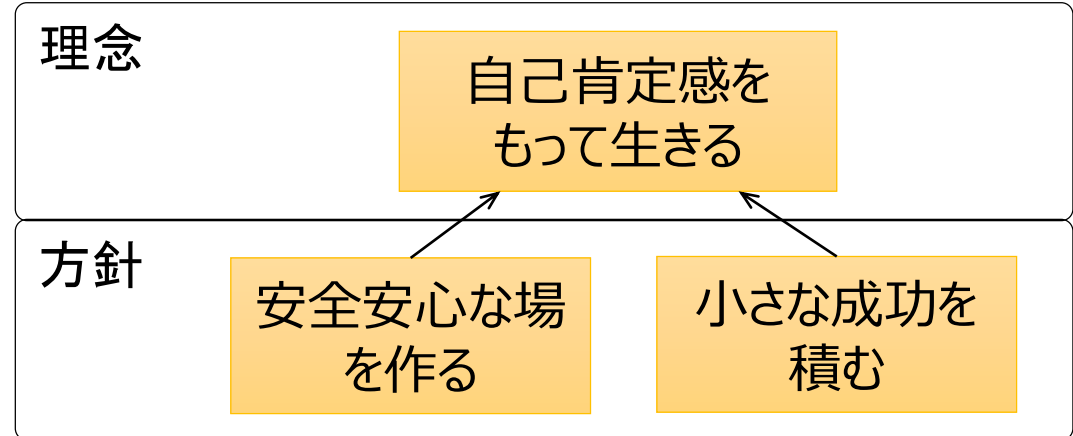 理念
自己肯定感を
もって生きる
方針
安全安心な場
を作る
小さな成功を
積む